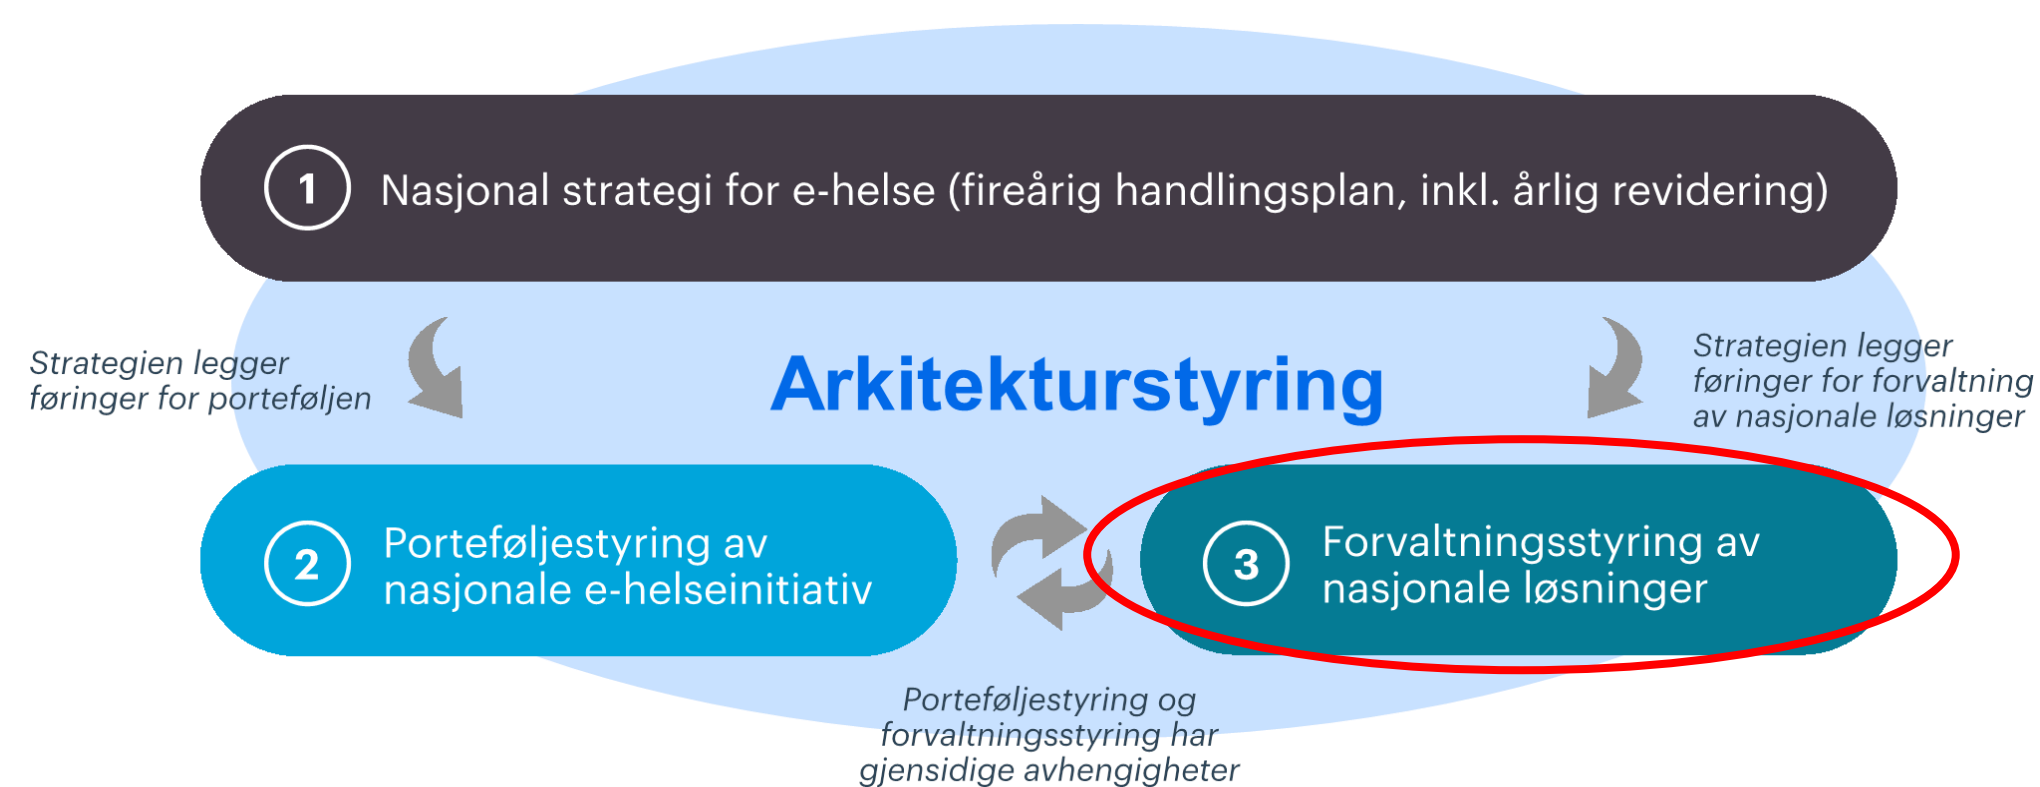 1
Nasjonal strategi for e-helse (fireårig handlingsplan, inkl. årlig revidering)
Strategien legger
føringer for porteføljen
Arkitekturstyring
Strategien legger
føringer for forvaltning
av nasjonale løsninger
2
Porteføljestyring av
nasjonale e-helseinitiativ
3
Forvaltningsstyring av
nasjonale løsninger
Porteføljestyring og
forvaltningsstyring har
gjensidige avhengigheter